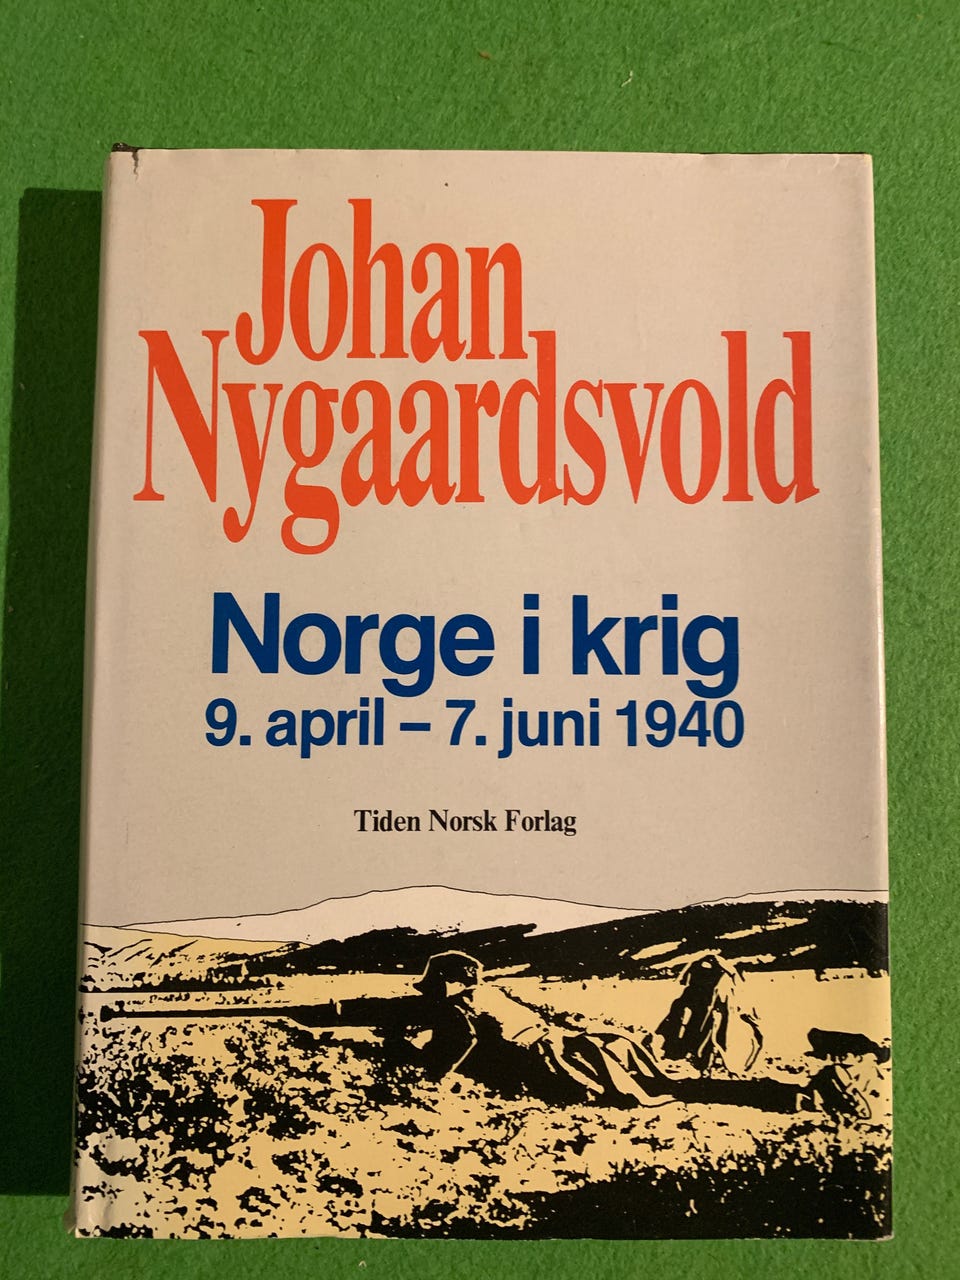 Johan
Nygaardsvold
Norge i krig
9. april – 7. juni 1940
Tiden Norsk Forlag